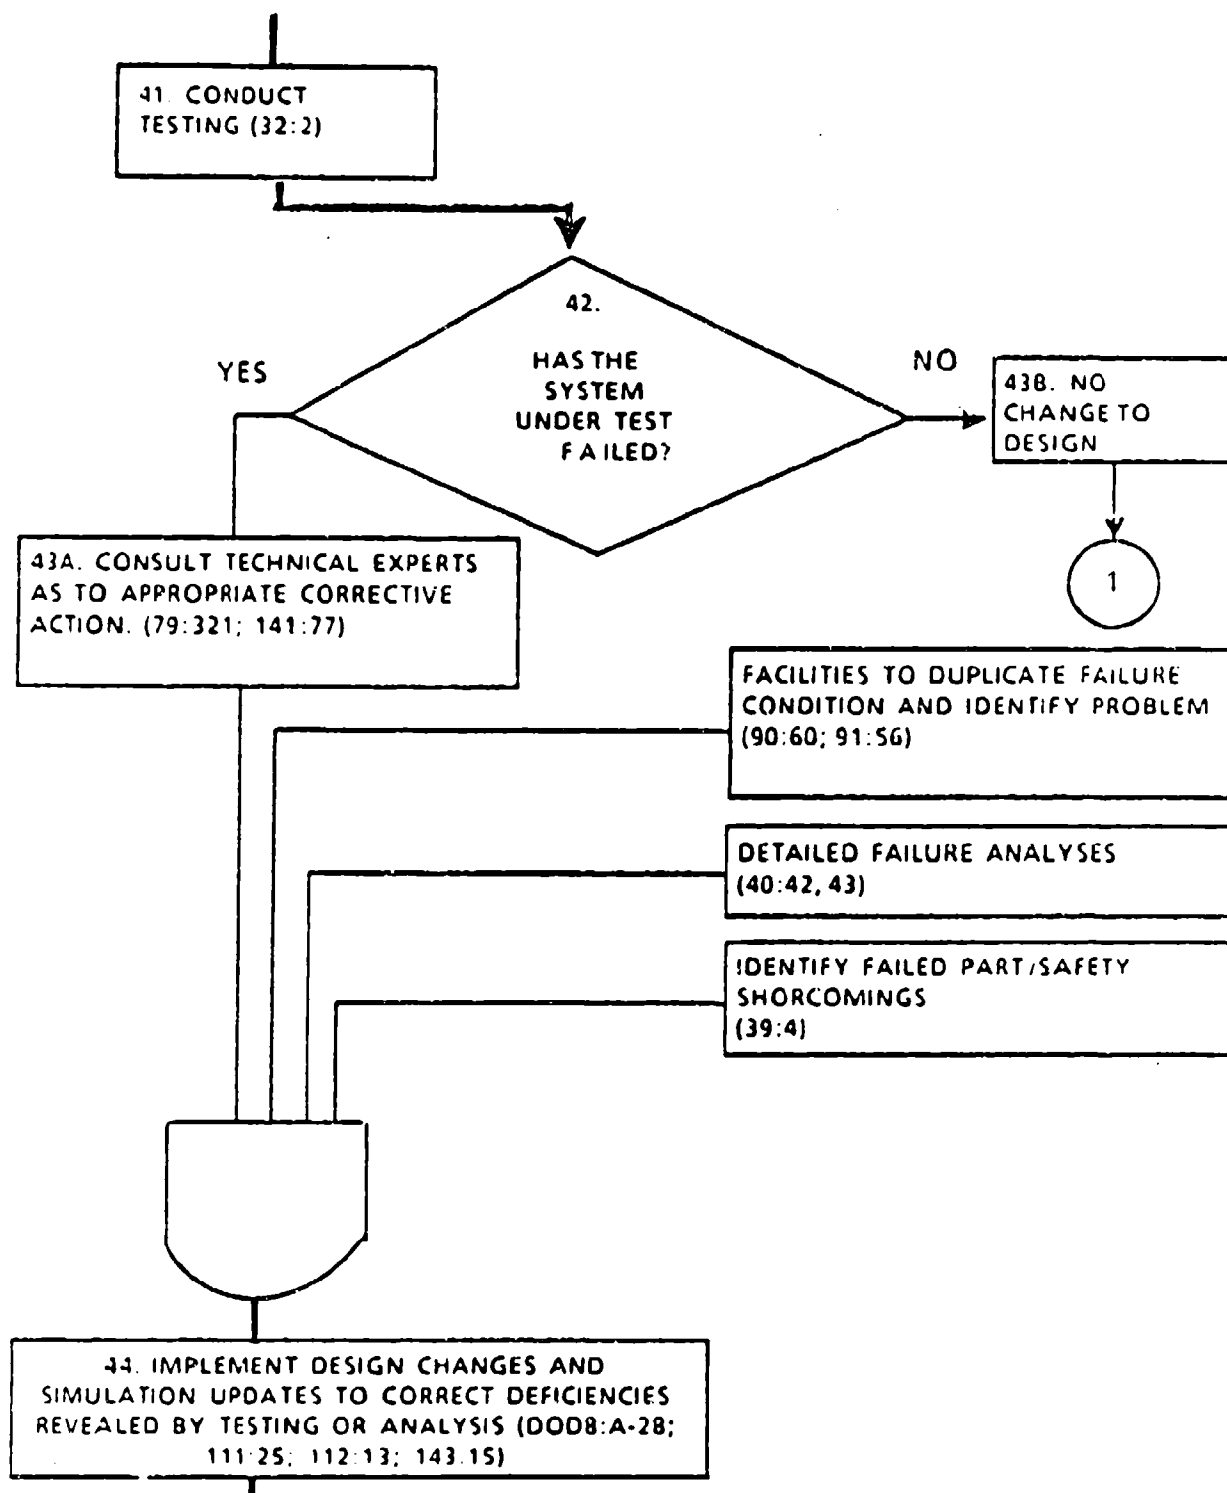 41. CONDUCT
TESTING (32:2)
42.
HAS THE
SYSTEM
UNDER TEST
FAILED?
YES
NO
43B. NO
CHANGE TO
DESIGN
1
43A. CONSULT TECHNICAL EXPERTS
AS TO APPROPRIATE CORRECTIVE
ACTION. (79:321; 141:77)
FACILITIES TO DUPLICATE FAILURE
CONDITION AND IDENTIFY PROBLEM
(90:60; 91:56)
DETAILED FAILURE ANALYSES
(40:42, 43)
IDENTIFY FAILED PART/SAFETY
SHORCOMINGS
(39:4)
44. IMPLEMENT DESIGN CHANGES AND
SIMULATION UPDATES TO CORRECT DEFICIENCIES
REVEALED BY TESTING OR ANALYSIS (DOD8:A-28;
111:25; 112:13; 143.15)